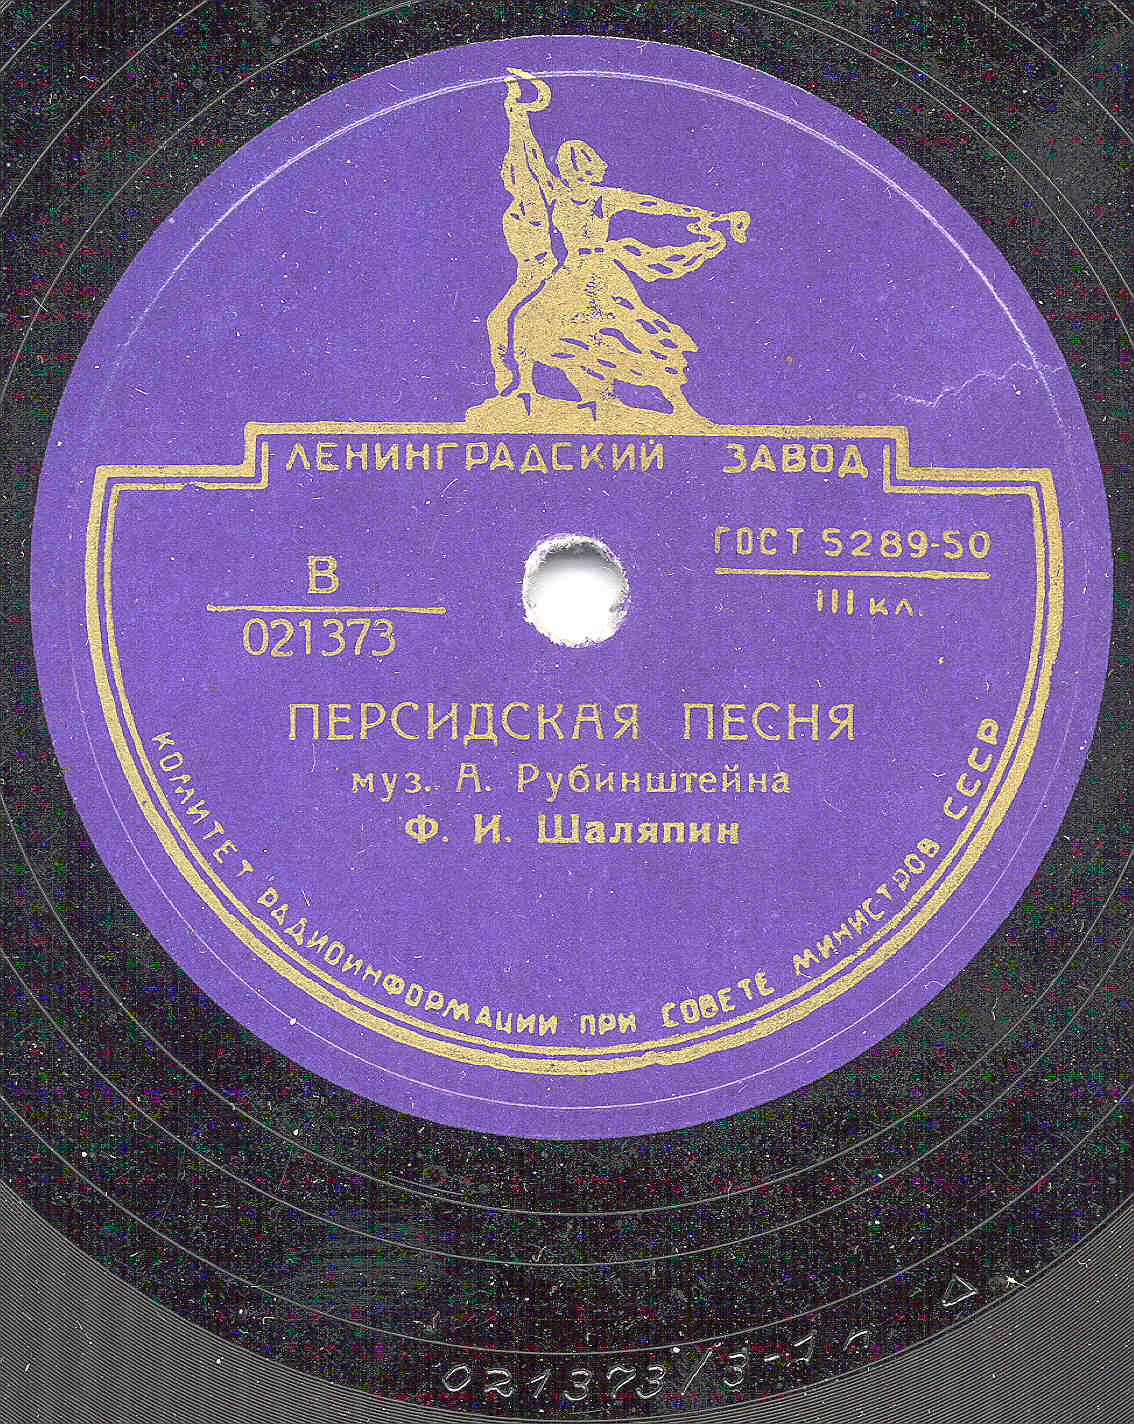 ЛЕНИНГРАДСКИЙ ЗАВОД
ГОСТ 5289-50
III кл.
В
021373
ПЕРСИДСКАЯ ПЕСНЯ
муз. А. Рубинштейна
Ф. И. Шаляпин
КОМИТЕТ РАДИОИНФОРМАЦИИ ПРИ СОВЕТЕ МИНИСТРОВ СССР
021373/3-1